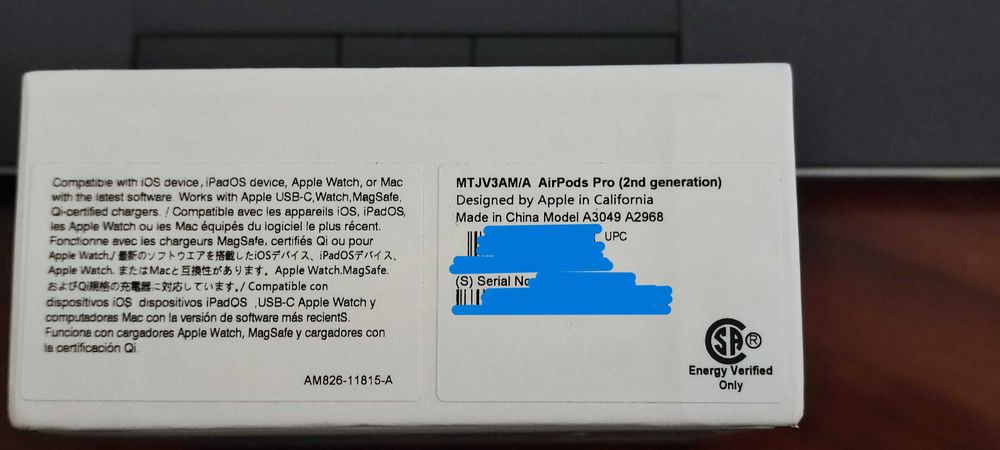 Compatible with iOS device, iPadOS device, Apple Watch, or Mac
with the latest software. Works with Apple USB-C,Watch,MagSafe,
Qi-certified chargers. / Compatible avec les appareils iOS, iPadOS,
les Apple Watch ou les Mac équipés du logiciel le plus récent.
Fonctionne avec les chargeurs MagSafe, certifiés Qi ou pour
Apple Watch./ 最新のソフトウエアを搭載したiOSデバイス、iPadOSデバイス、
Apple Watch. またはMacと互換性があります。Apple Watch.MagSafe.
およびQi規格の充電器に対応しています。/ Compatible con
dispositivos iOS dispositivos iPadOS ,USB-C Apple Watch y
computadoras Mac con la versión de software más recientS.
Funciona con cargadores Apple Watch, MagSafe y cargadores con
la certificación Qi
AM826-11815-A
MTJV3AM/A AirPods Pro (2nd generation)
Designed by Apple in California
Made in China Model A3049 A2968
UPC
(S) Serial No
CSA®
Energy Verified
Only